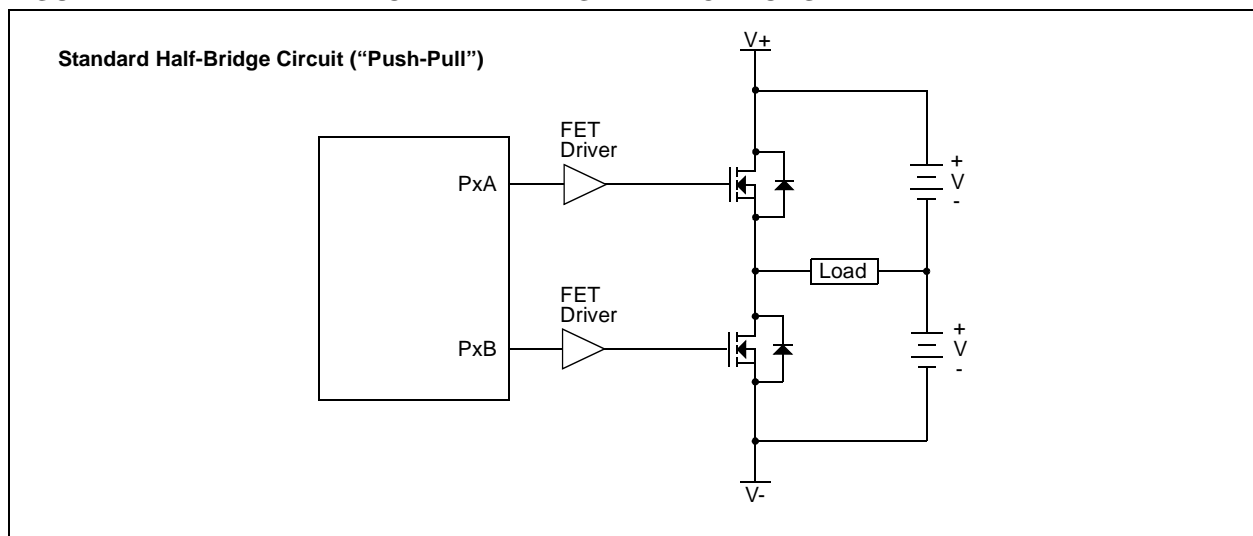 Standard Half-Bridge Circuit (“Push-Pull”)
V+
FET
Driver
PxA
+
V
-
Load
FET
Driver
PxB
+
V
-
V-